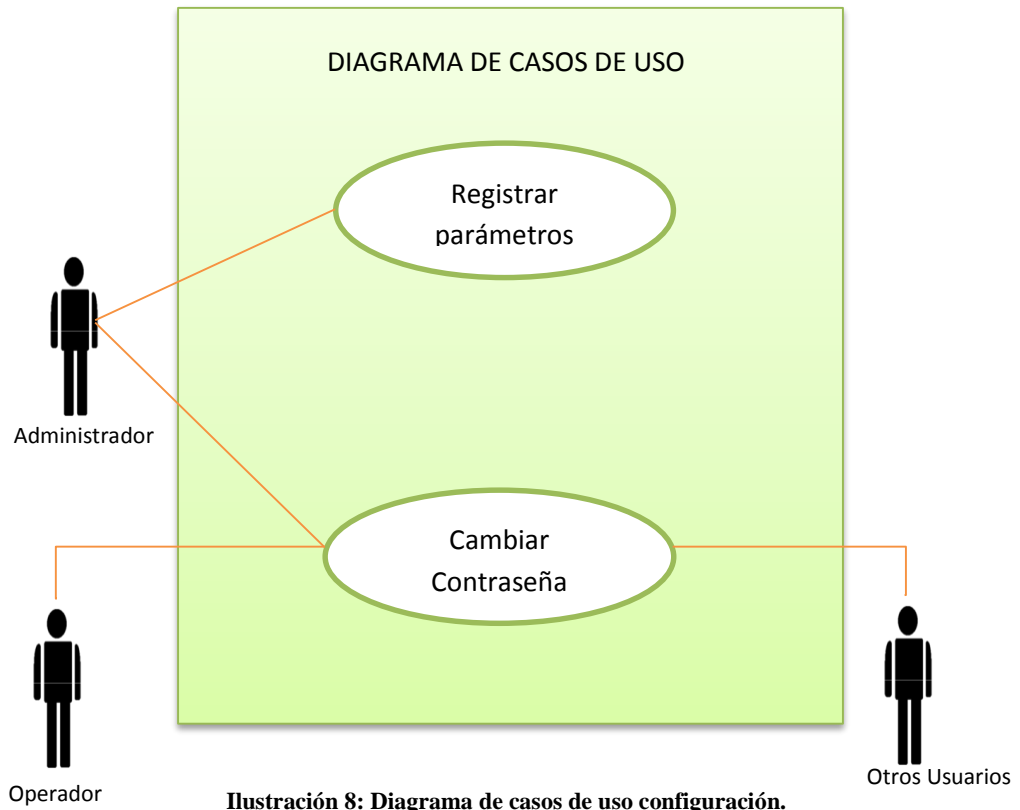 DIAGRAMA DE CASOS DE USO
Registrar
parámetros
Administrador
Cambiar
Contraseña
Operador
Otros Usuarios
Ilustración 8: Diagrama de casos de uso configuración.